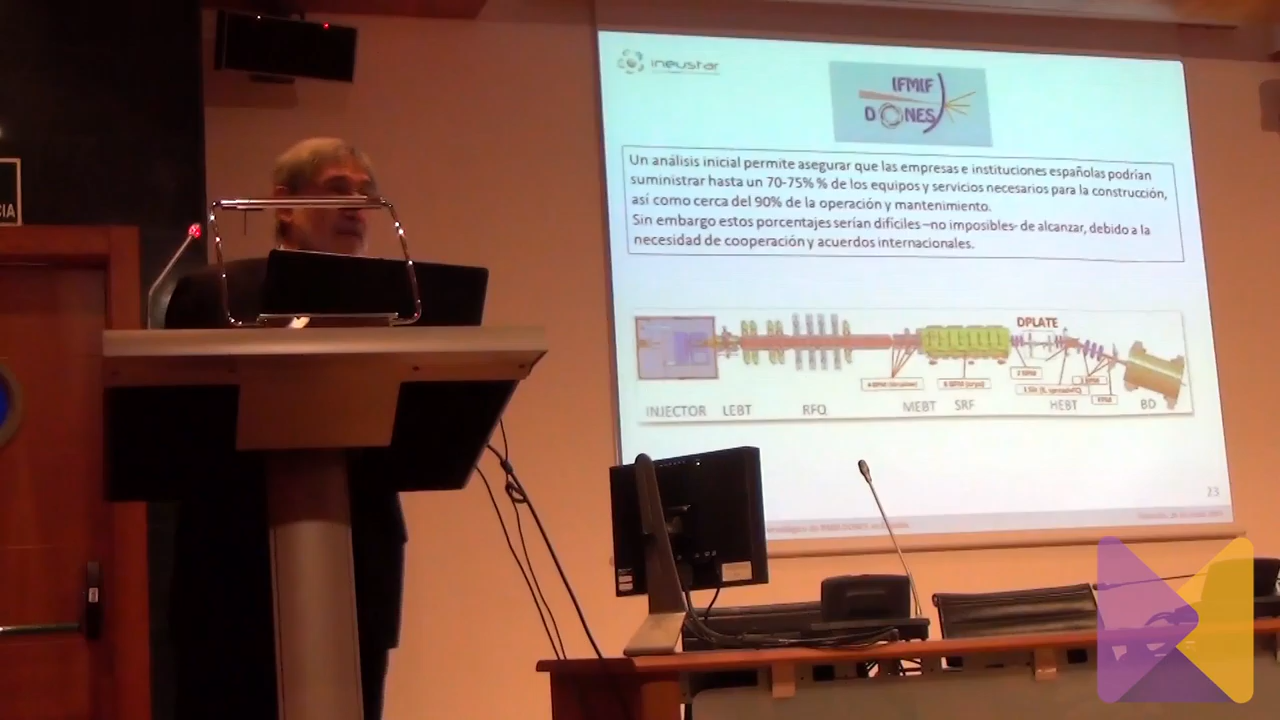 CIA
ineustar
IFMIF
DONES
Un análisis inicial permite asegurar que las empresas e instituciones españolas podrían
suministrar hasta un 70-75% % de los equipos y servicios necesarios para la construcción,
así como cerca del 90% de la operación y mantenimiento.
Sin embargo estos porcentajes serían difíciles –no imposibles- de alcanzar, debido a la
necesidad de cooperación y acuerdos internacionales.
DPLATE
INJECTOR LEBT RFQ MEBT SRF HEBT BD
23